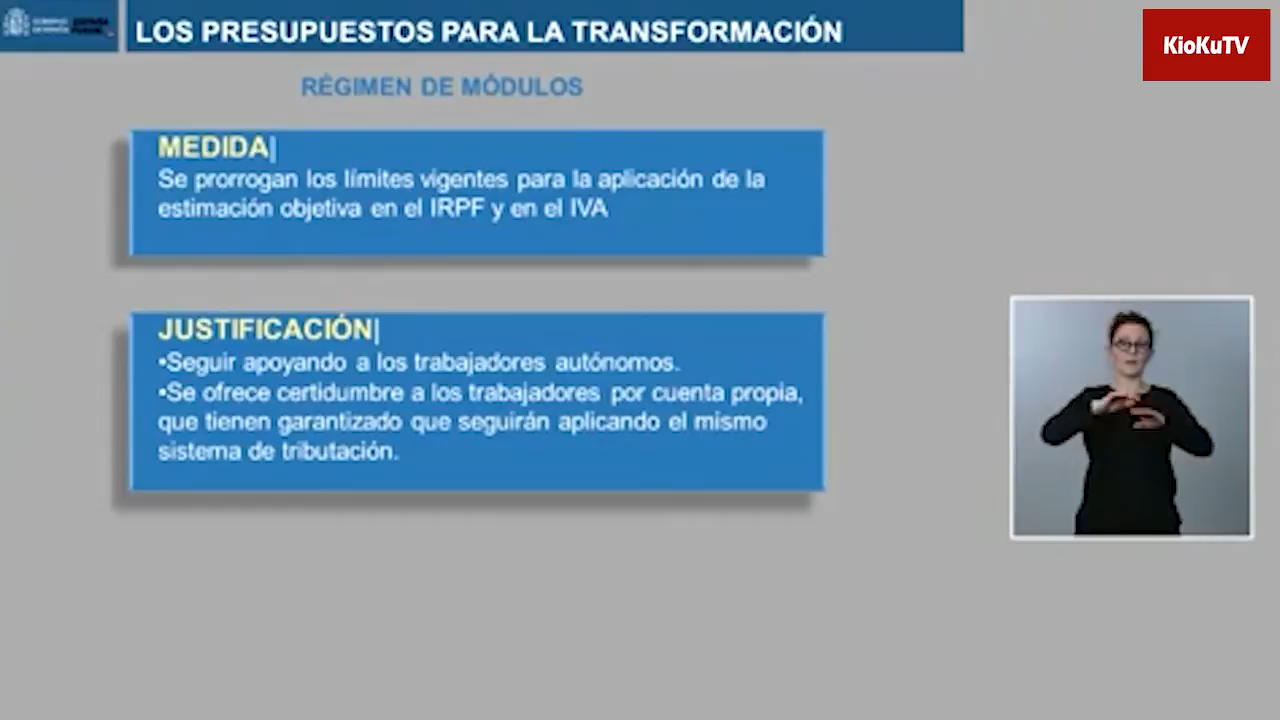 LOS PRESUPUESTOS PARA LA TRANSFORMACIÓN
KioKuTV
RÉGIMEN DE MÓDULOS
MEDIDA|
Se prorrogan los límites vigentes para la aplicación de la
estimación objetiva en el IRPF y en el IVA
JUSTIFICACIÓN|
•Seguir apoyando a los trabajadores autónomos.
•Se ofrece certidumbre a los trabajadores por cuenta propia,
que tienen garantizado que seguirán aplicando el mismo
sistema de tributación.